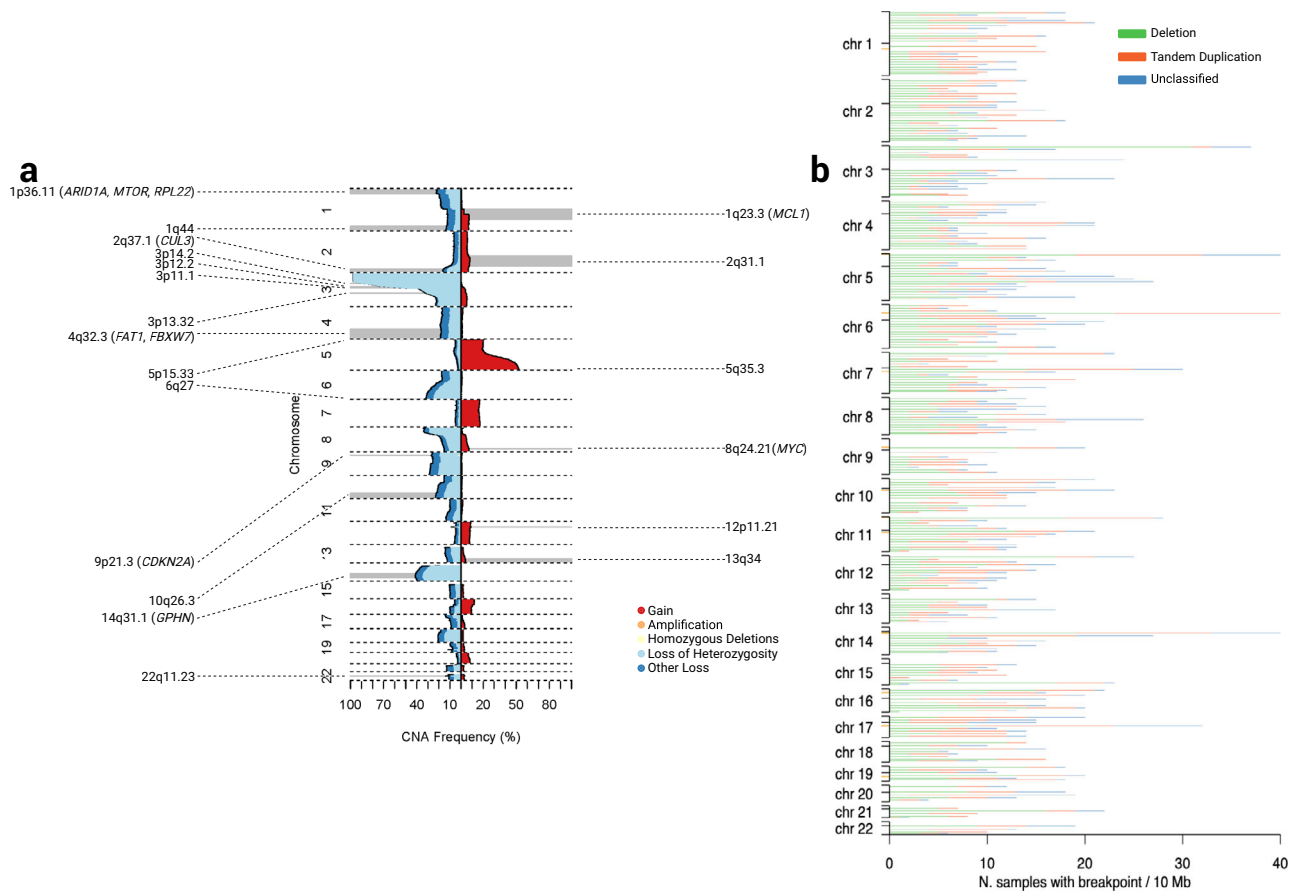 a
1p36.11 (ARID1A, MTOR, RPL22)
1q44
2q37.1 (CUL3)
3p14.2
3p12.2
3p11.1
3p13.32
4q32.3 (FAT1, FBXW7)
5p15.33
6q27
9p21.3 (CDKN2A)
10q26.3
14q31.1 (GPHN)
22q11.23
Chromosome
1
2
3
4
5
6
7
8
9
11
13
15
17
19
22
1q23.3 (MCL1)
2q31.1
5q35.3
8q24.21(MYC)
12p11.21
13q34
Gain
Amplification
Homozygous Deletions
Loss of Heterozygosity
Other Loss
100 70 40 10 20 50 80
CNA Frequency (%)
b
Deletion
Tandem Duplication
Unclassified
chr 1
chr 2
chr 3
chr 4
chr 5
chr 6
chr 7
chr 8
chr 9
chr 10
chr 11
chr 12
chr 13
chr 14
chr 15
chr 16
chr 17
chr 18
chr 19
chr 20
chr 21
chr 22
0 10 20 30 40
N. samples with breakpoint / 10 Mb